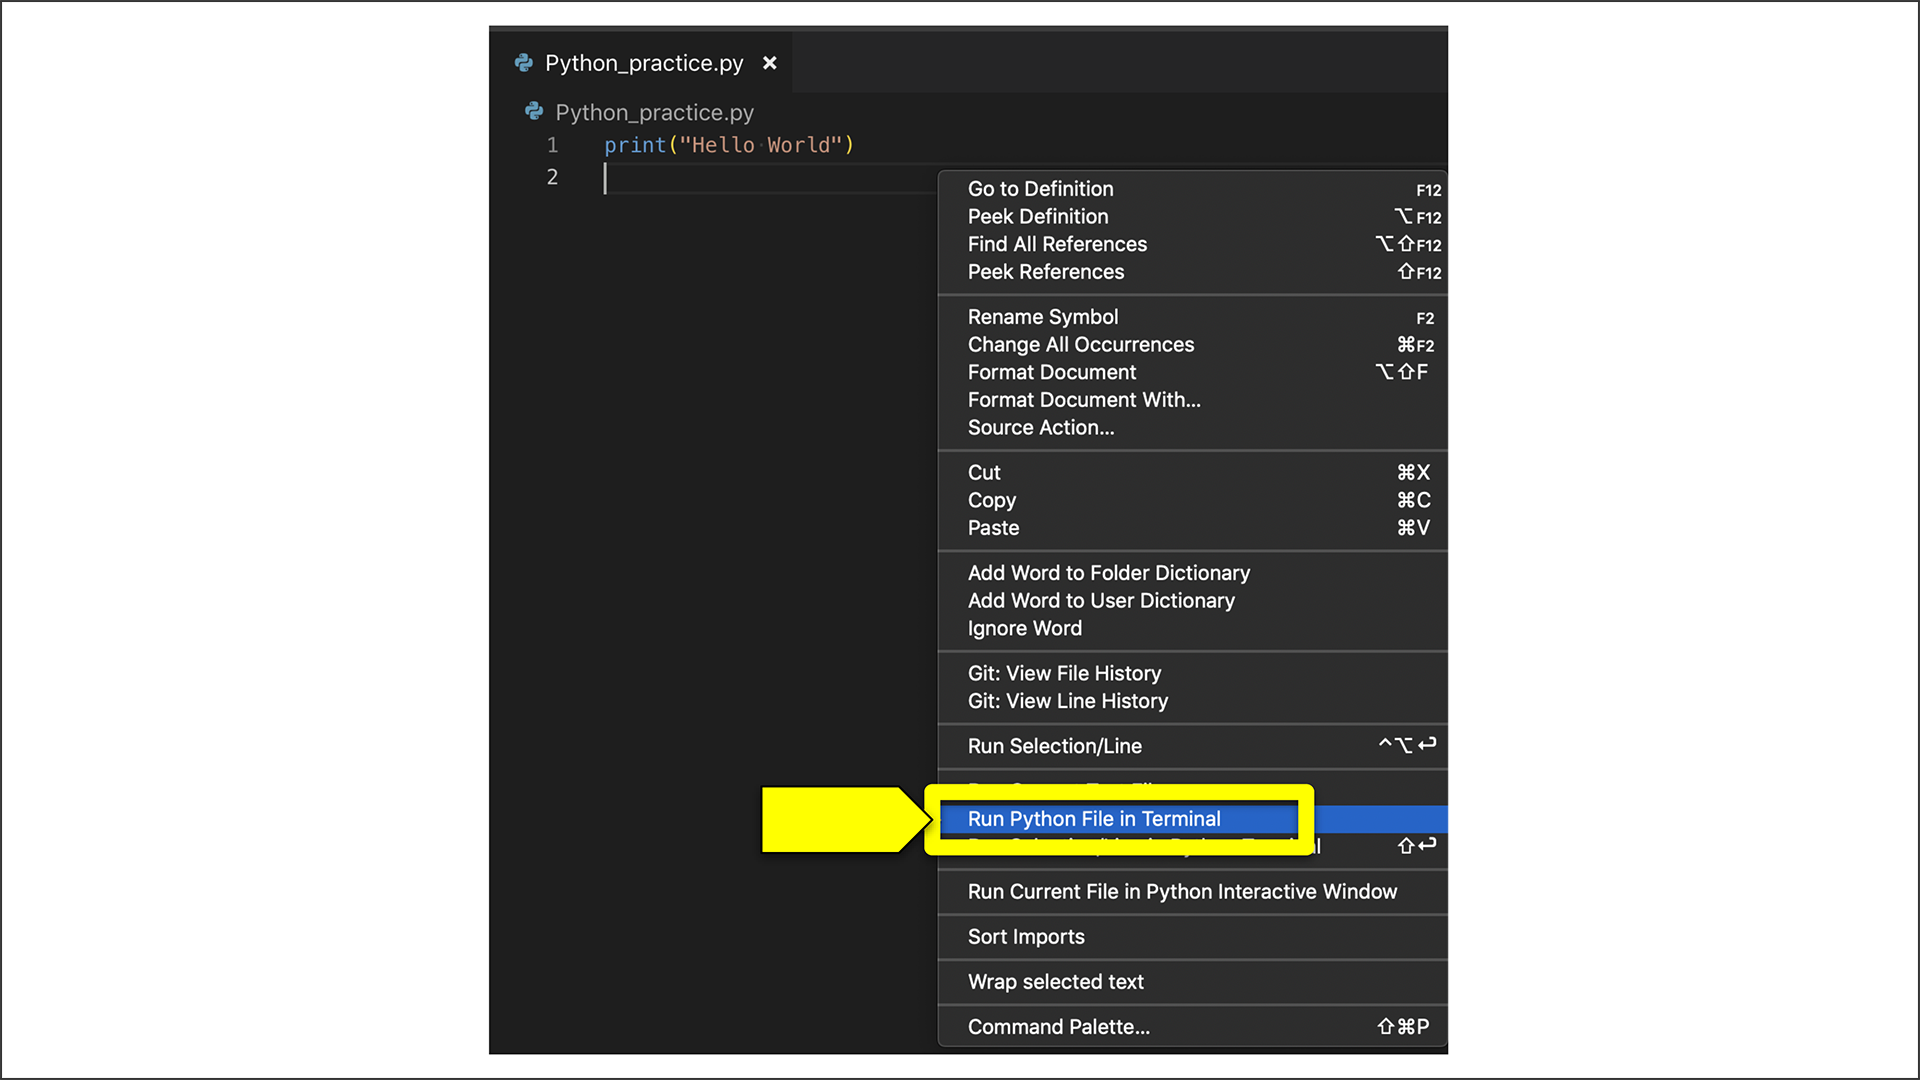 Python_practice.py
Python_practice.py
1 print("Hello World")
2
Go to Definition F12
Peek Definition ⌥F12
Find All References ⌥⇧F12
Peek References ⇧F12
Rename Symbol F2
Change All Occurrences ⌘F2
Format Document ⌥⇧F
Format Document With...
Source Action...
Cut ⌘X
Copy ⌘C
Paste ⌘V
Add Word to Folder Dictionary
Add Word to User Dictionary
Ignore Word
Git: View File History
Git: View Line History
Run Selection/Line ^⌥↩
Run Python File in Terminal
⇧↩
Run Current File in Python Interactive Window
Sort Imports
Wrap selected text
Command Palette... ⇧⌘P